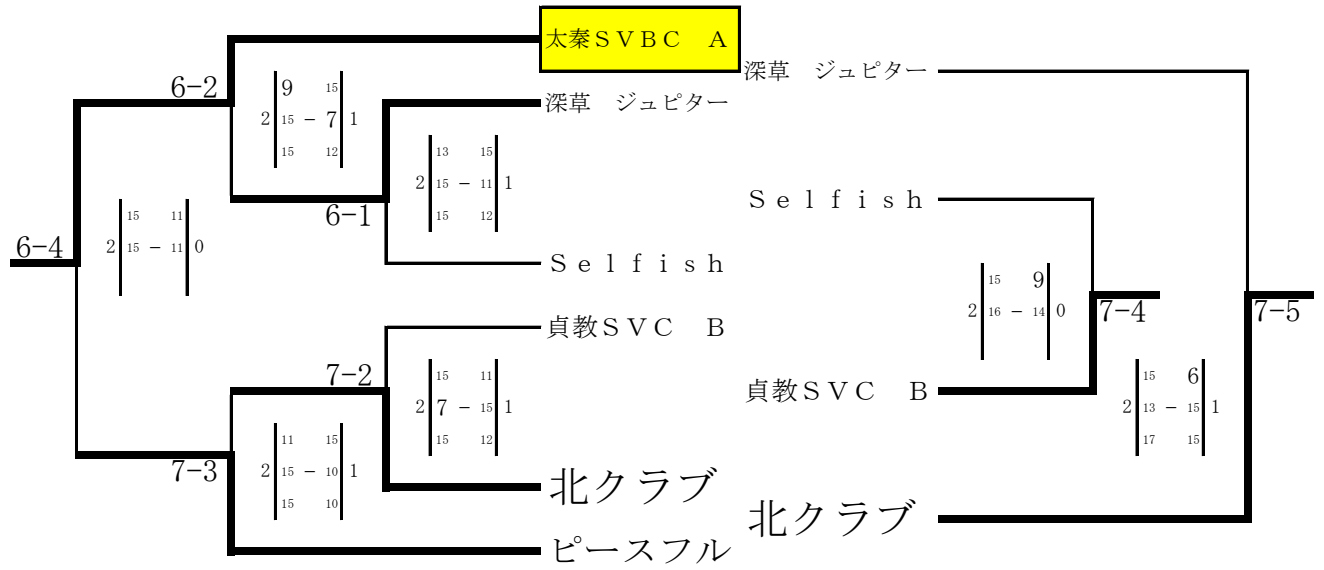 太秦ＳＶＢＣ　Ａ
深草　ジュピター
6-2
9 15
2 15 － 7 1
15 12
深草　ジュピター
13 15
2 15 － 11 1
15 12
Ｓｅｌｆｉｓｈ
6-1
15 11
2 15 － 11 0
6-4
Ｓｅｌｆｉｓｈ
15 9
2 16 － 14 0
7-4
7-5
貞教ＳＶＣ　Ｂ
7-2
15 11
2 7 － 15 1
15 12
貞教ＳＶＣ　Ｂ
15 6
2 13 － 15 1
17 15
7-3
11 15
2 15 － 10 1
15 10
北クラブ
北クラブ
ピースフル